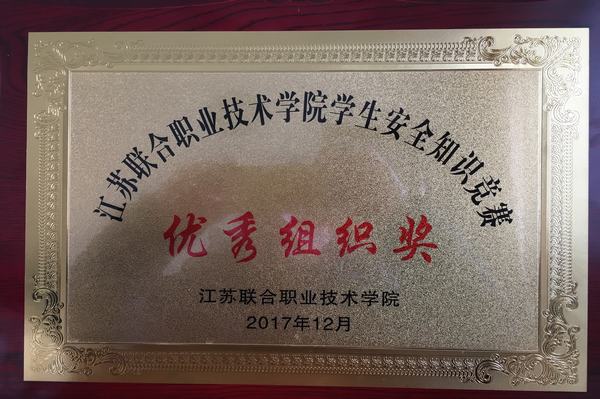 江苏联合职业技术学院学生安全知识竞赛
优秀组织奖
江苏联合职业技术学院
2017年12月